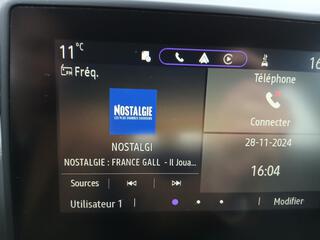 11 °C
16
Fréq.
Téléphone
NOSTALGIE
LES PLUS GRANDES CHANSONS
Connecter
NOSTALGI
28-11-2024
NOSTALGIE : FRANCE GALL - Il Joua...
16:04
Sources
Utilisateur 1
Modifier